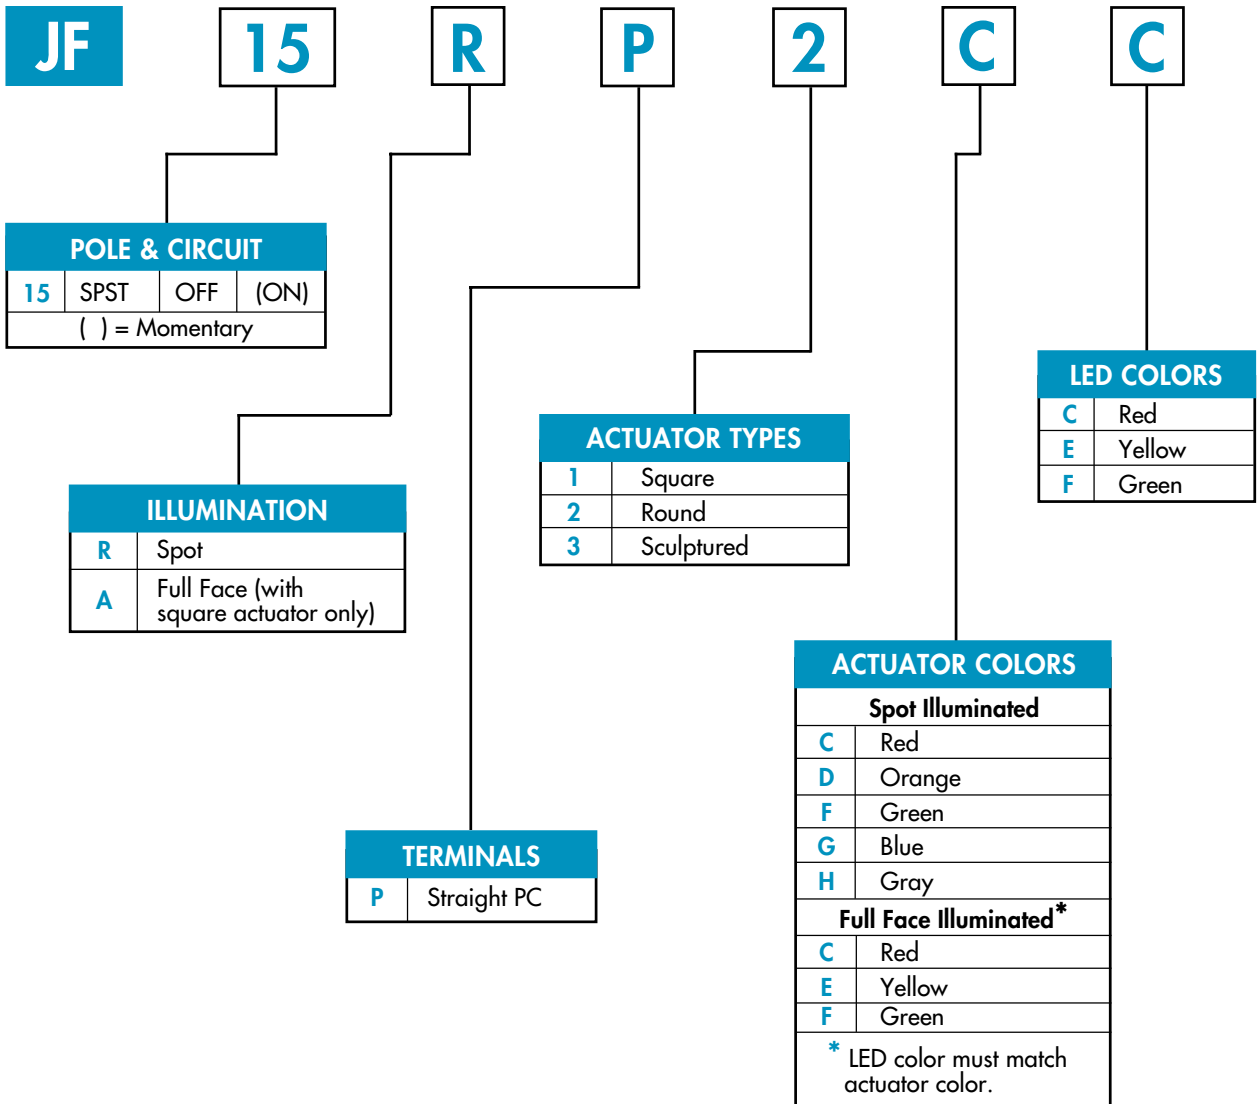 JF 15 R P 2 C C
POLE & CIRCUIT
15 SPST OFF (ON)
( ) = Momentary
ILLUMINATION
R Spot
A Full Face (with
square actuator only)
TERMINALS
P Straight PC
ACTUATOR TYPES
1 Square
2 Round
3 Sculptured
ACTUATOR COLORS
Spot Illuminated
C Red
D Orange
F Green
G Blue
H Gray
Full Face Illuminated*
C Red
E Yellow
F Green
* LED color must match
actuator color.
LED COLORS
C Red
E Yellow
F Green